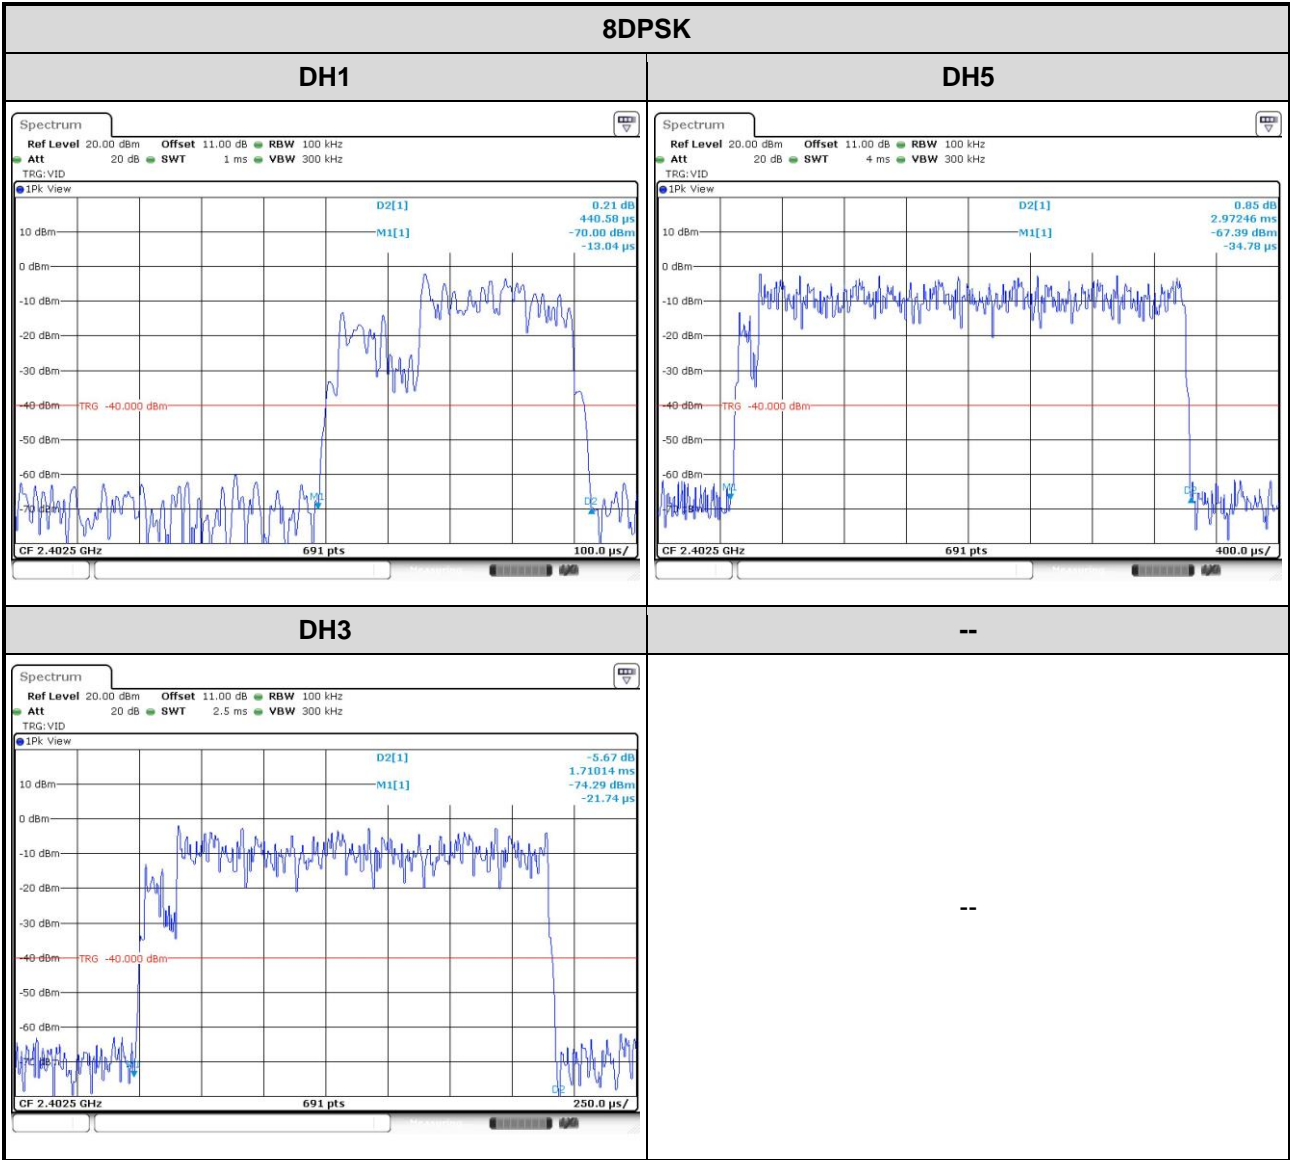 8DPSK
DH1
DH5
Spectrum
Ref Level 20.00 dBm Offset 11.00 dB RBW 100 kHz
Att 20 dB SWT 1 ms VBW 300 kHz
TRG:VID
1Pk View
D2[1] 0.21 dB
440.58 µs
M1[1] -70.00 dBm
-13.04 µs
10 dBm
0 dBm
-10 dBm
-20 dBm
-30 dBm
-40 dBm
TRG -40.000 dBm
-50 dBm
-60 dBm
-70 dBm
M1
D2
CF 2.4025 GHz 691 pts 100.0 µs/
Spectrum
Ref Level 20.00 dBm Offset 11.00 dB RBW 100 kHz
Att 20 dB SWT 4 ms VBW 300 kHz
TRG:VID
1Pk View
D2[1] 0.85 dB
2.97246 ms
M1[1] -67.39 dBm
-34.78 µs
10 dBm
0 dBm
-10 dBm
-20 dBm
-30 dBm
-40 dBm
TRG -40.000 dBm
-50 dBm
-60 dBm
M1
D2
CF 2.4025 GHz 691 pts 400.0 µs/
DH3
--
Spectrum
Ref Level 20.00 dBm Offset 11.00 dB RBW 100 kHz
Att 20 dB SWT 2.5 ms VBW 300 kHz
TRG:VID
1Pk View
D2[1] -5.67 dB
1.71014 ms
M1[1] -74.29 dBm
-21.74 µs
10 dBm
0 dBm
-10 dBm
-20 dBm
-30 dBm
-40 dBm
TRG -40.000 dBm
-50 dBm
-60 dBm
D2
CF 2.4025 GHz 691 pts 250.0 µs/
--